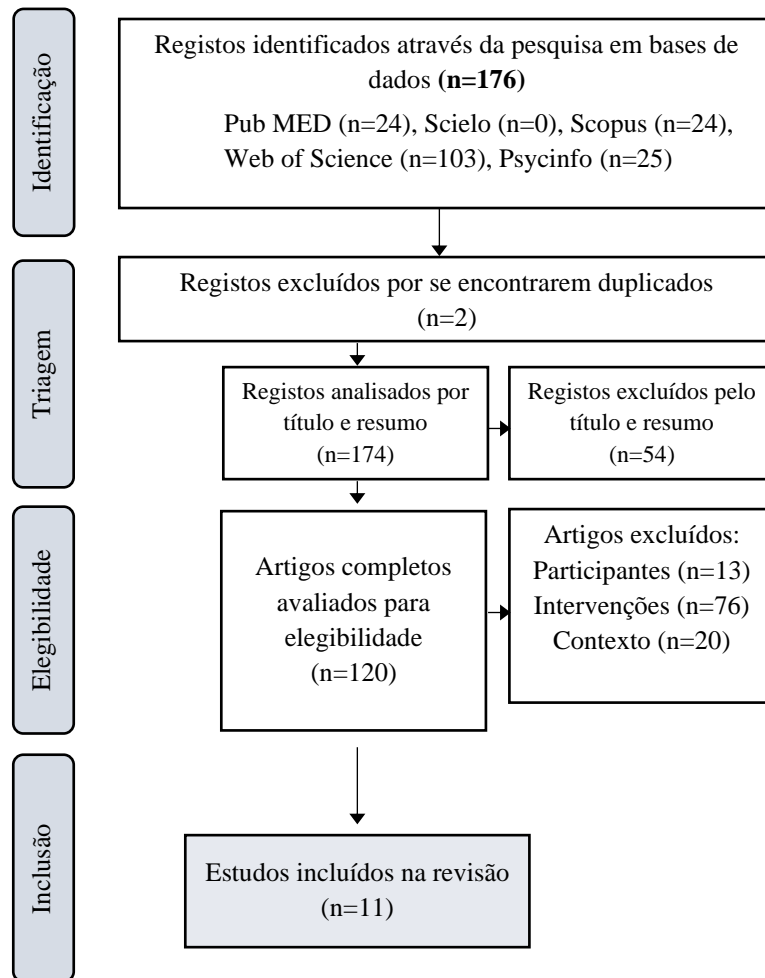 Identificação
Registos identificados através da pesquisa em bases de
dados (n=176)
Pub MED (n=24), Scielo (n=0), Scopus (n=24),
Web of Science (n=103), Psycinfo (n=25)
Triagem
Registos excluídos por se encontrarem duplicados
(n=2)
Registos analisados por
título e resumo
(n=174)
Registos excluídos pelo
título e resumo
(n=54)
Elegibilidade
Artigos completos
avaliados para
elegibilidade
(n=120)
Artigos excluídos:
Participantes (n=13)
Intervenções (n=76)
Contexto (n=20)
Inclusão
Estudos incluídos na revisão
(n=11)